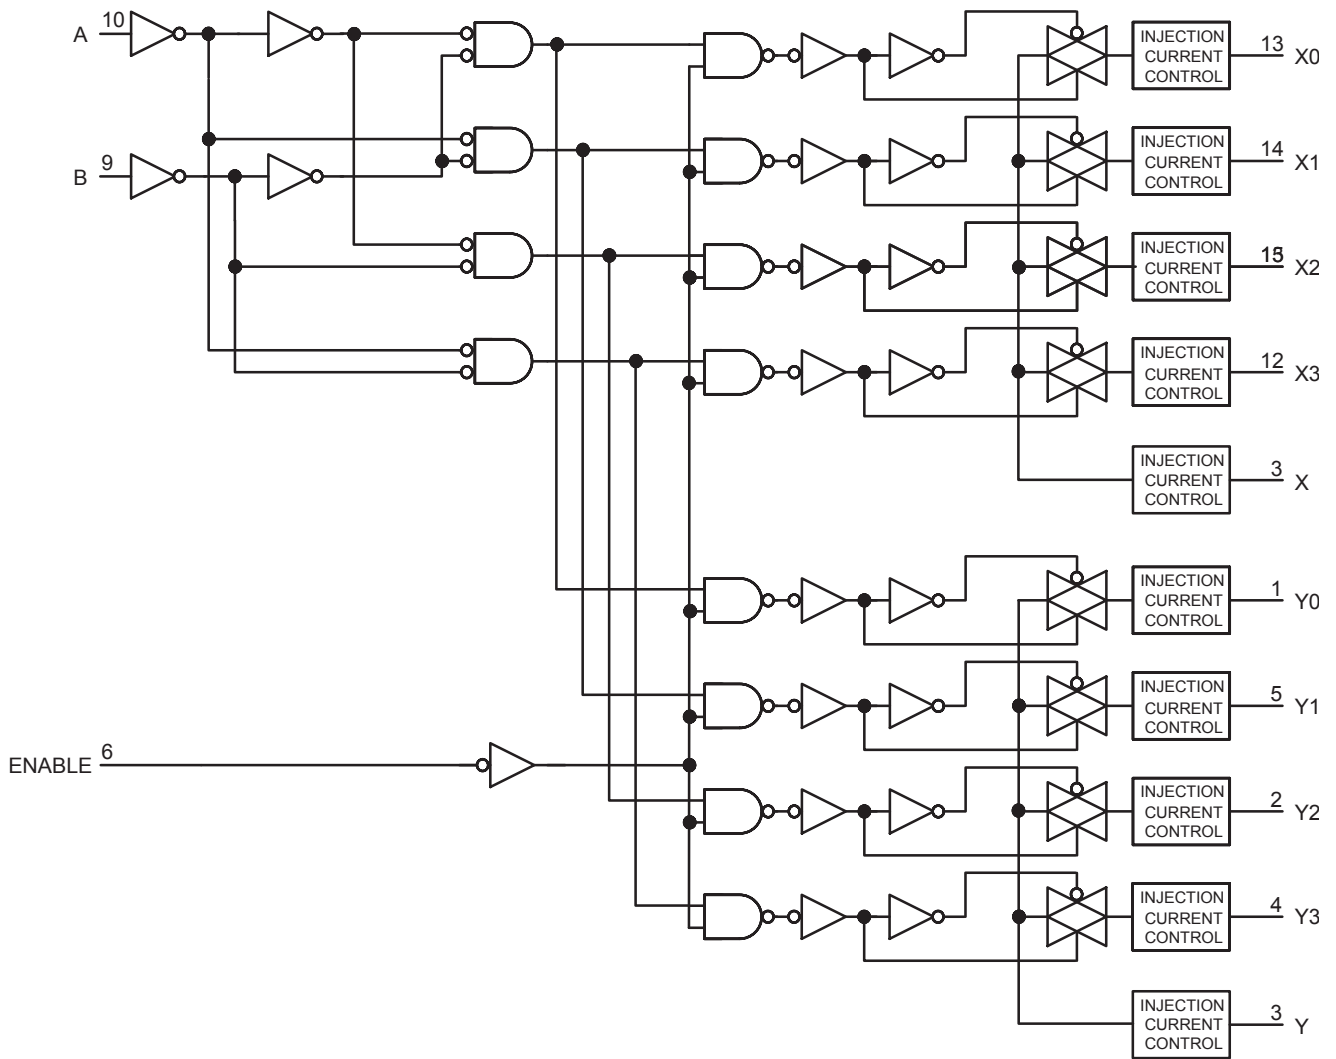 A 10
INJECTION
CURRENT
CONTROL
13 X0
B 9
INJECTION
CURRENT
CONTROL
14 X1
INJECTION
CURRENT
CONTROL
X2
INJECTION
CURRENT
CONTROL
12 X3
INJECTION
CURRENT
CONTROL
3 X
INJECTION
CURRENT
CONTROL
1 Y0
INJECTION
CURRENT
CONTROL
5 Y1
ENABLE 6
INJECTION
CURRENT
CONTROL
2 Y2
INJECTION
CURRENT
CONTROL
4 Y3
INJECTION
CURRENT
CONTROL
3 Y